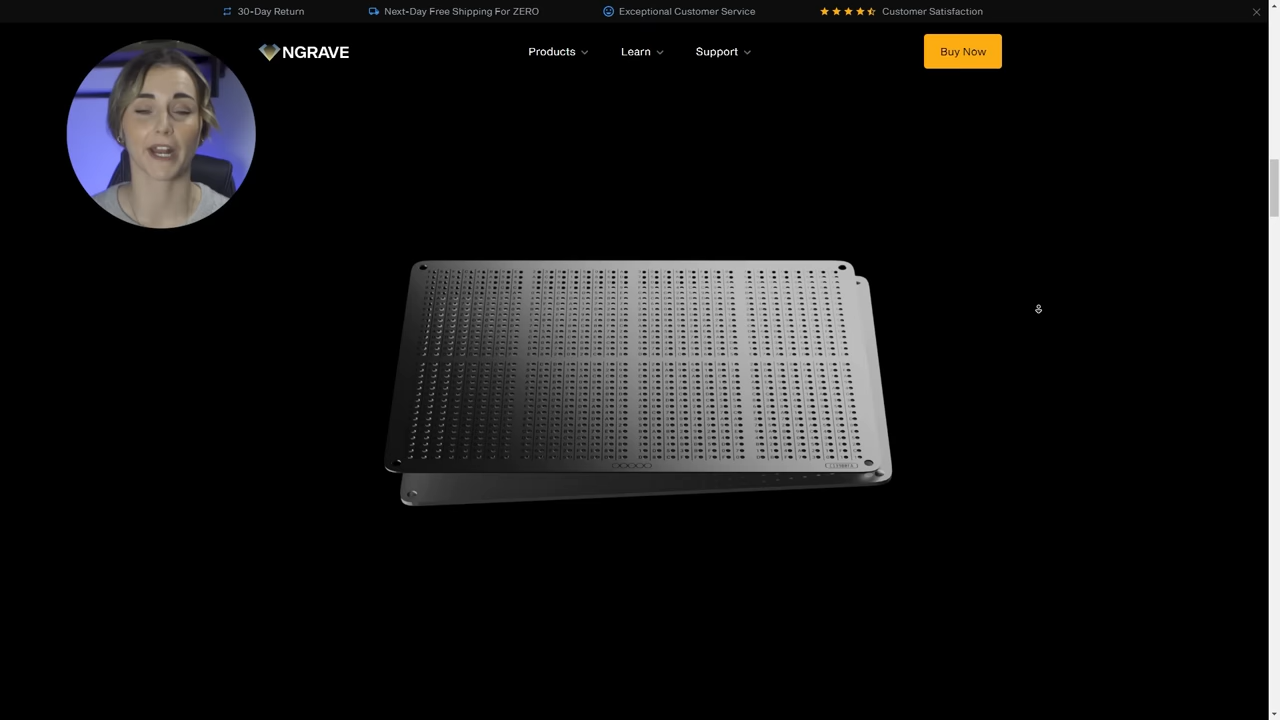 30-Day Return
Next-Day Free Shipping For ZERO
Exceptional Customer Service
Customer Satisfaction
NGRAVE
Products
Learn
Support
Buy Now